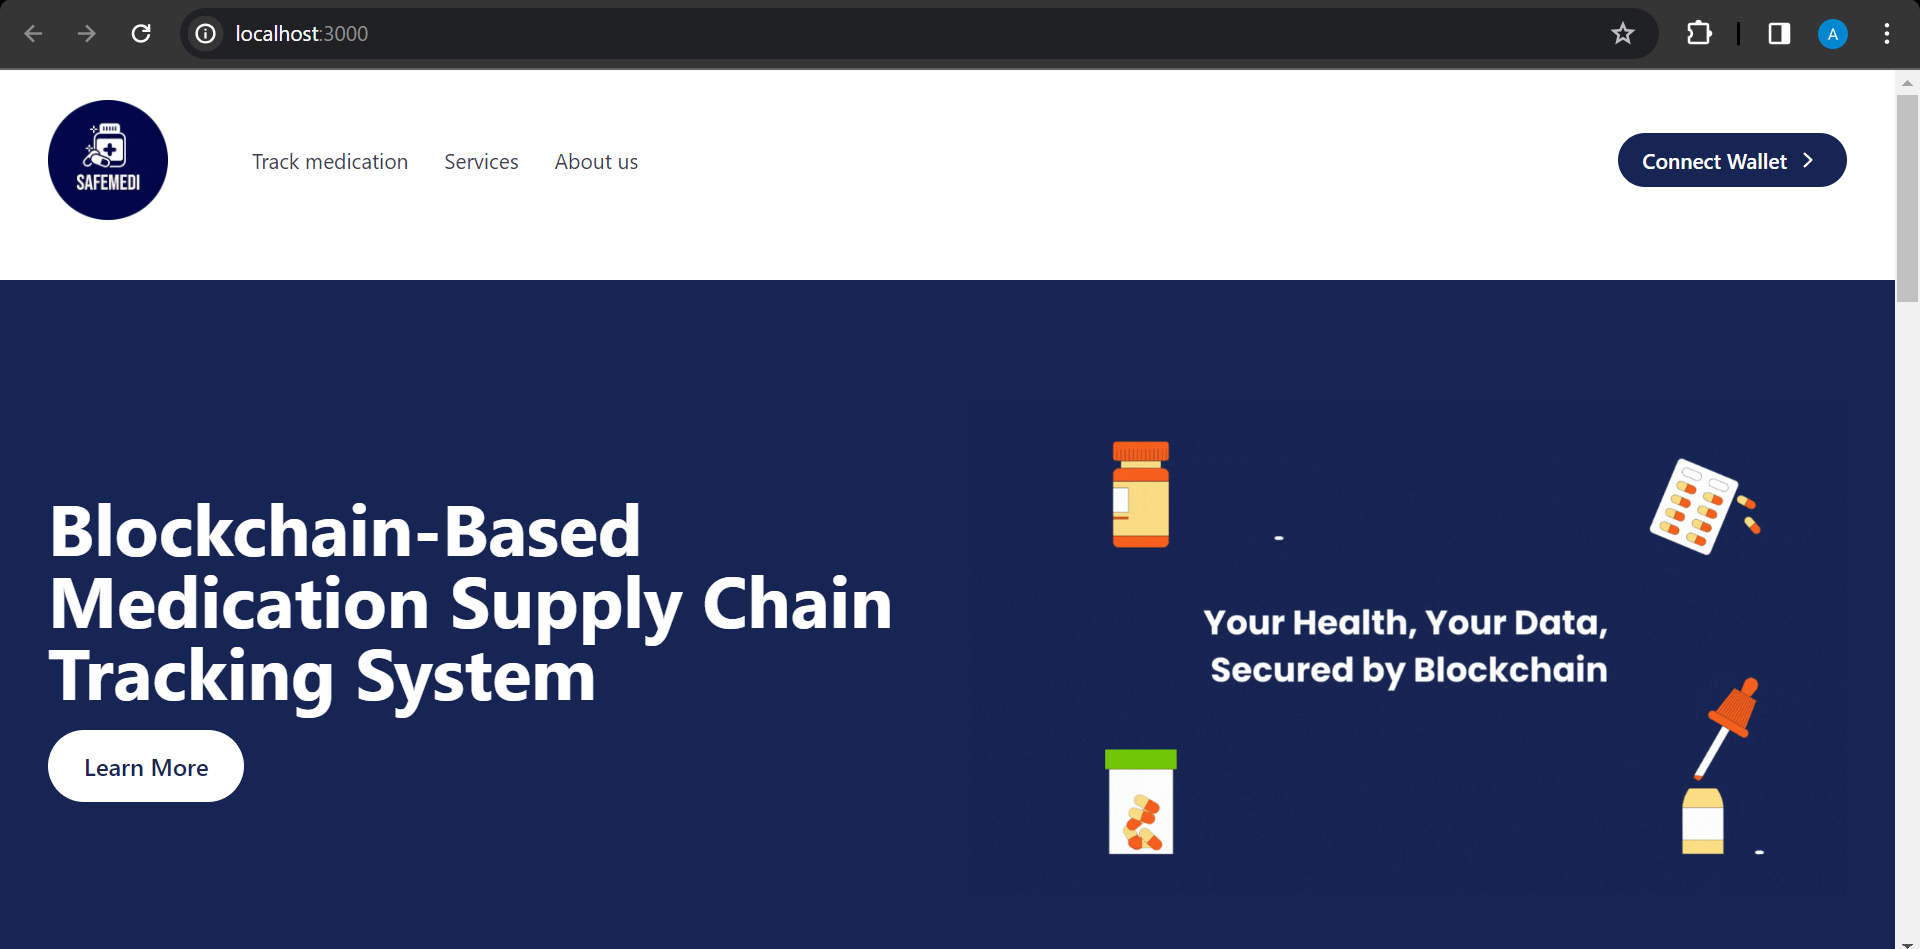 localhost:3000
A
SAFEMEDI
Track medication
Services
About us
Connect Wallet
Blockchain-Based
Medication Supply Chain
Tracking System
Learn More
Your Health, Your Data,
Secured by Blockchain